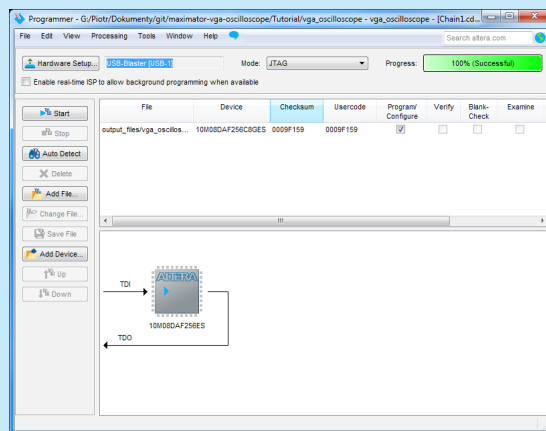 Programmer - G:/Piotr/Dokumenty/git/maximator-vga-oscilloscope/Tutorial/vga_oscilloscope - vga_oscilloscope - [Chain1.cd...
File Edit View Processing Tools Window Help
Search altera.com
Hardware Setup... USB-Blaster [USB-1] Mode: JTAG Progress: 100% (Successful)
Enable real-time ISP to allow background programming when available
Start
Stop
Auto Detect
Delete
Add File...
Change File...
Save File
Add Device...
Up
Down
File Device Checksum Usercode Program/ Configure Verify Blank- Check Examine
output_files/vga_oscillos... 10M08DAF256C8GES 0009F159 0009F159
TDI
ALTERA
10M08DAF256ES
TDO